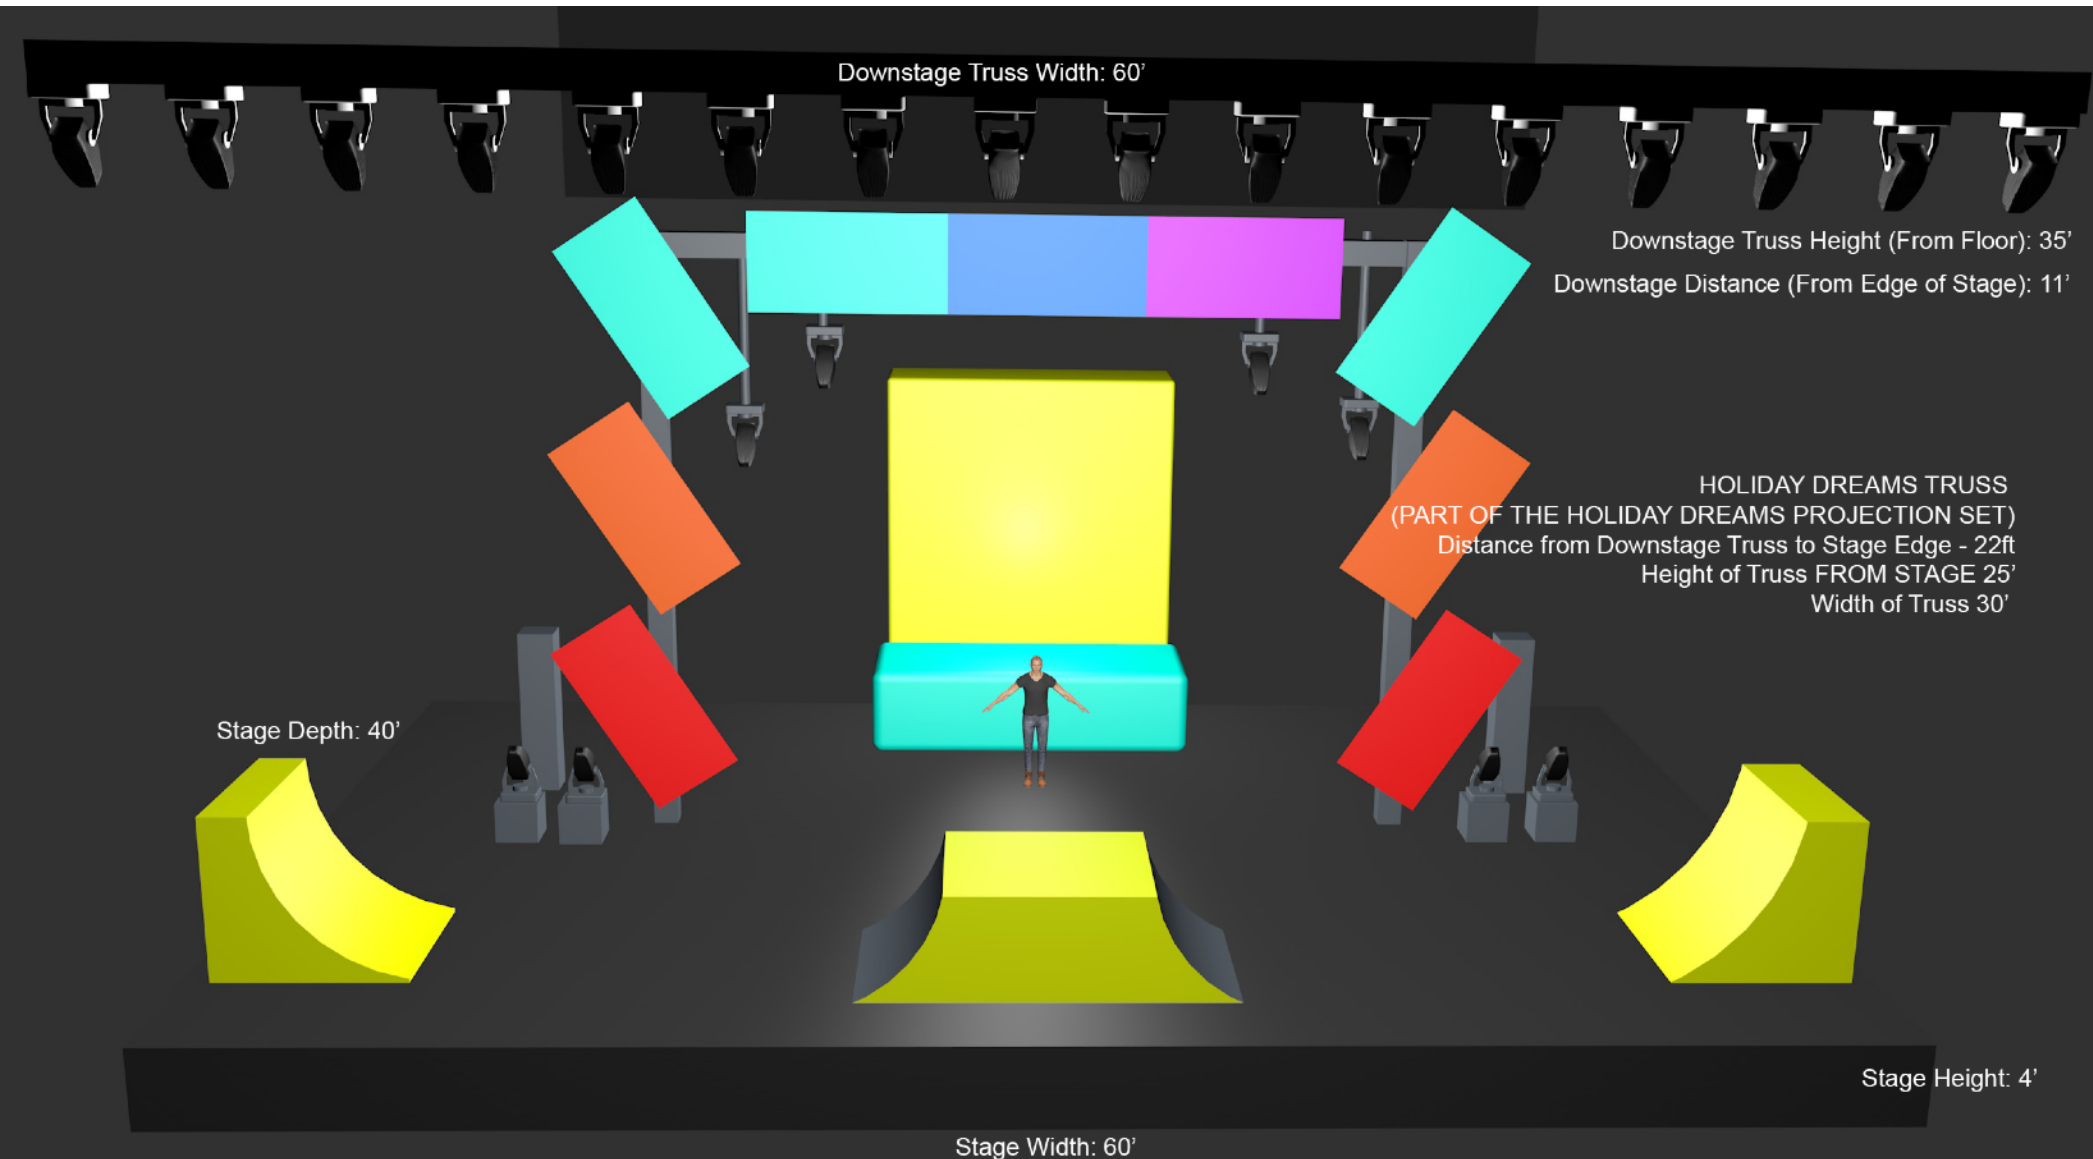 Downstage Truss Width: 60’
Downstage Truss Height (From Floor): 35’
Downstage Distance (From Edge of Stage): 11’
HOLIDAY DREAMS TRUSS
(PART OF THE HOLIDAY DREAMS PROJECTION SET)
Distance from Downstage Truss to Stage Edge - 22ft
Height of Truss FROM STAGE 25’
Width of Truss 30’
Stage Depth: 40’
Stage Height: 4’
Stage Width: 60’